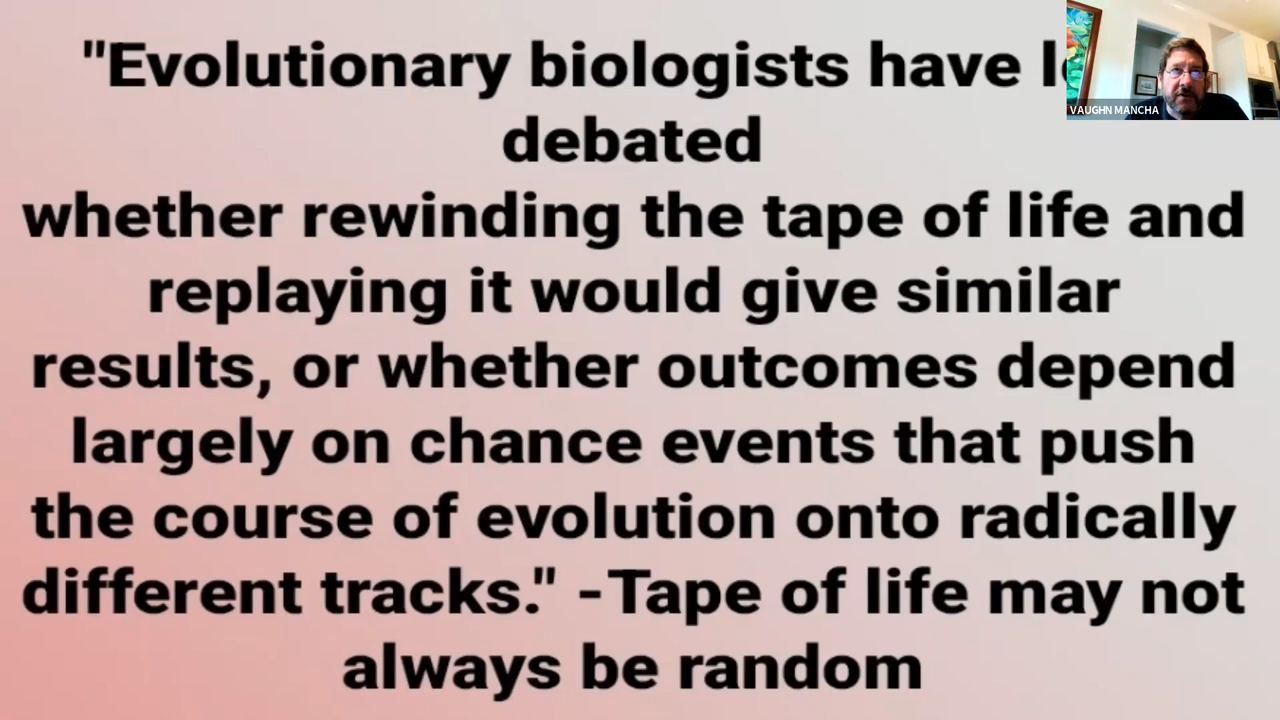 "Evolutionary biologists have
debated
whether rewinding the tape of life and
replaying it would give similar
results, or whether outcomes depend
largely on chance events that push
the course of evolution onto radically
different tracks." -Tape of life may not
always be random
VAUGHN MANCHA